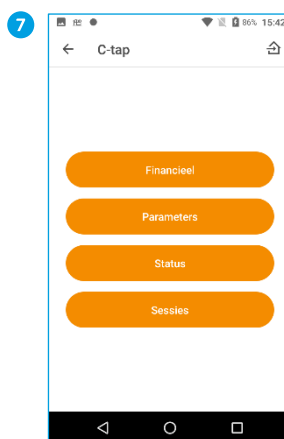 7
86% 15:42
C-tap
Financieel
Parameters
Status
Sessies